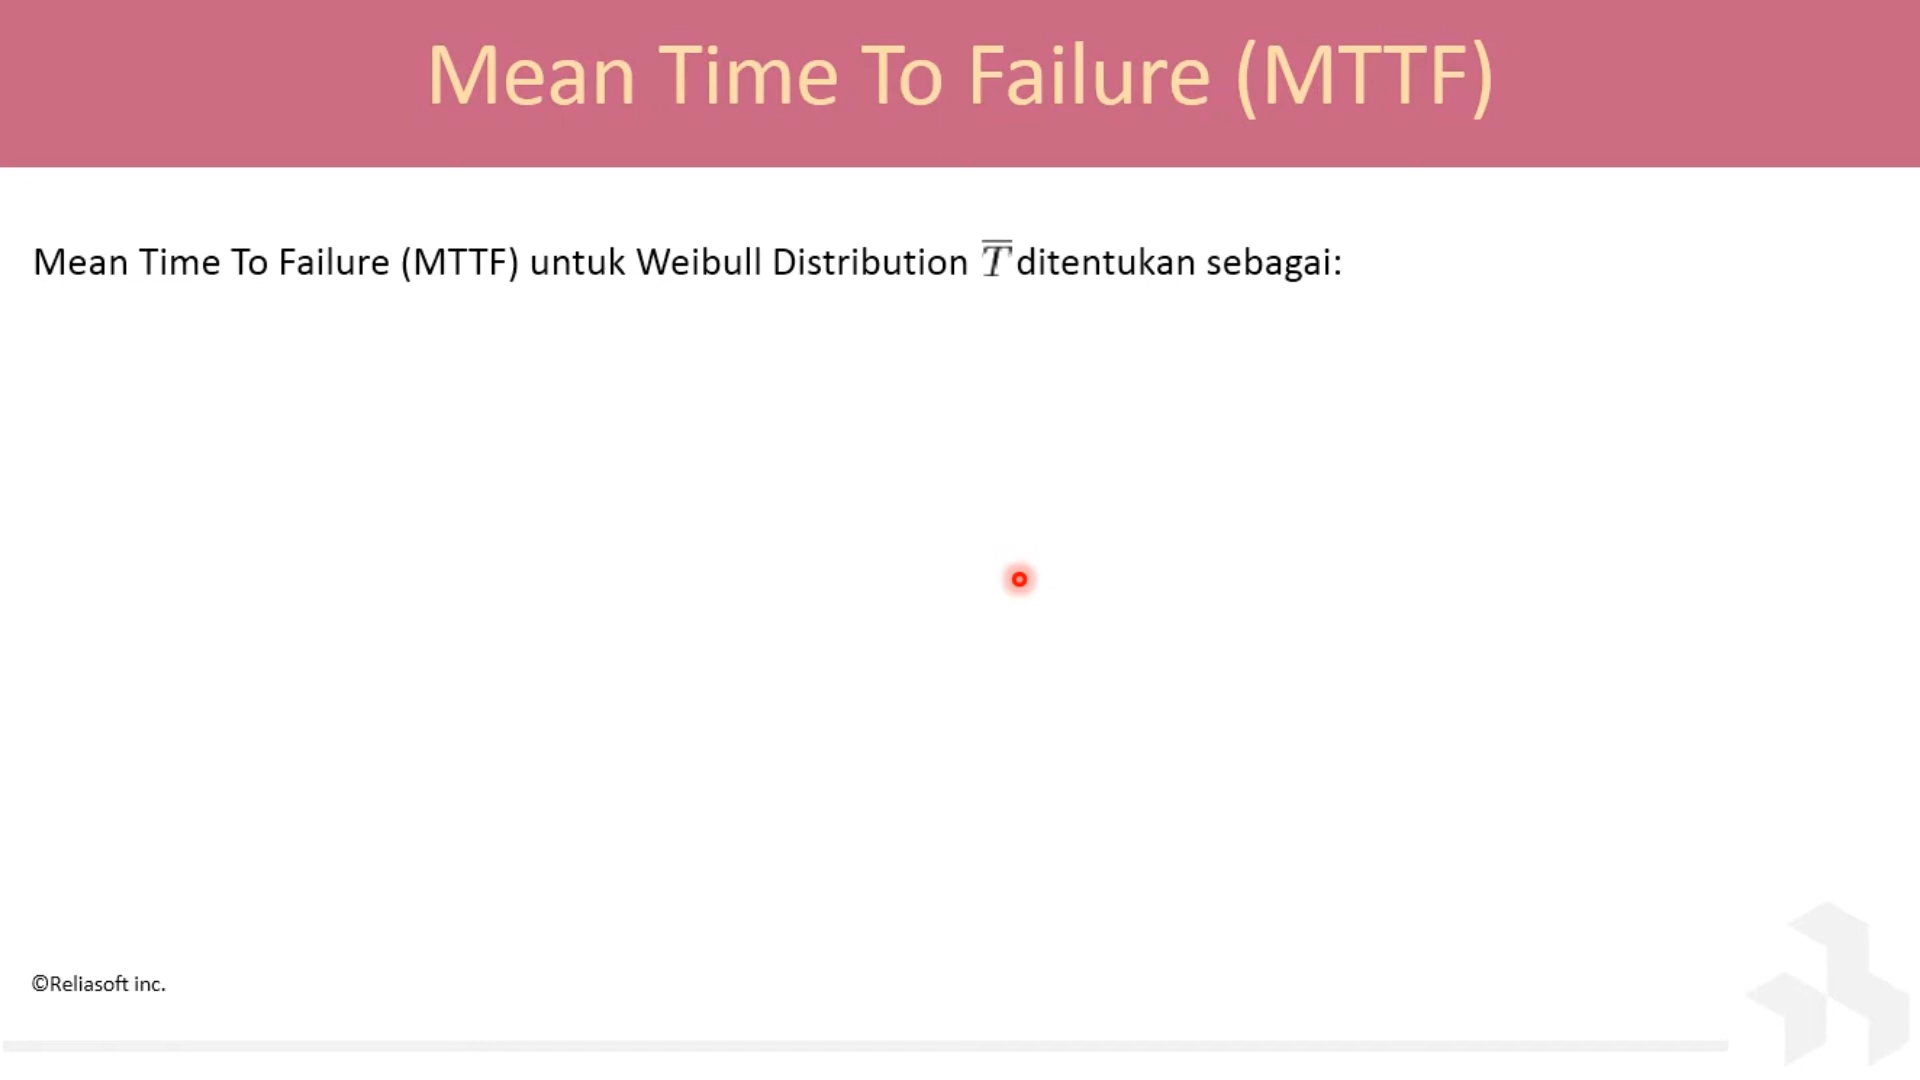 Mean Time To Failure (MTTF)
Mean Time To Failure (MTTF) untuk Weibull Distribution T̅ ditentukan sebagai:
©Reliasoft inc.